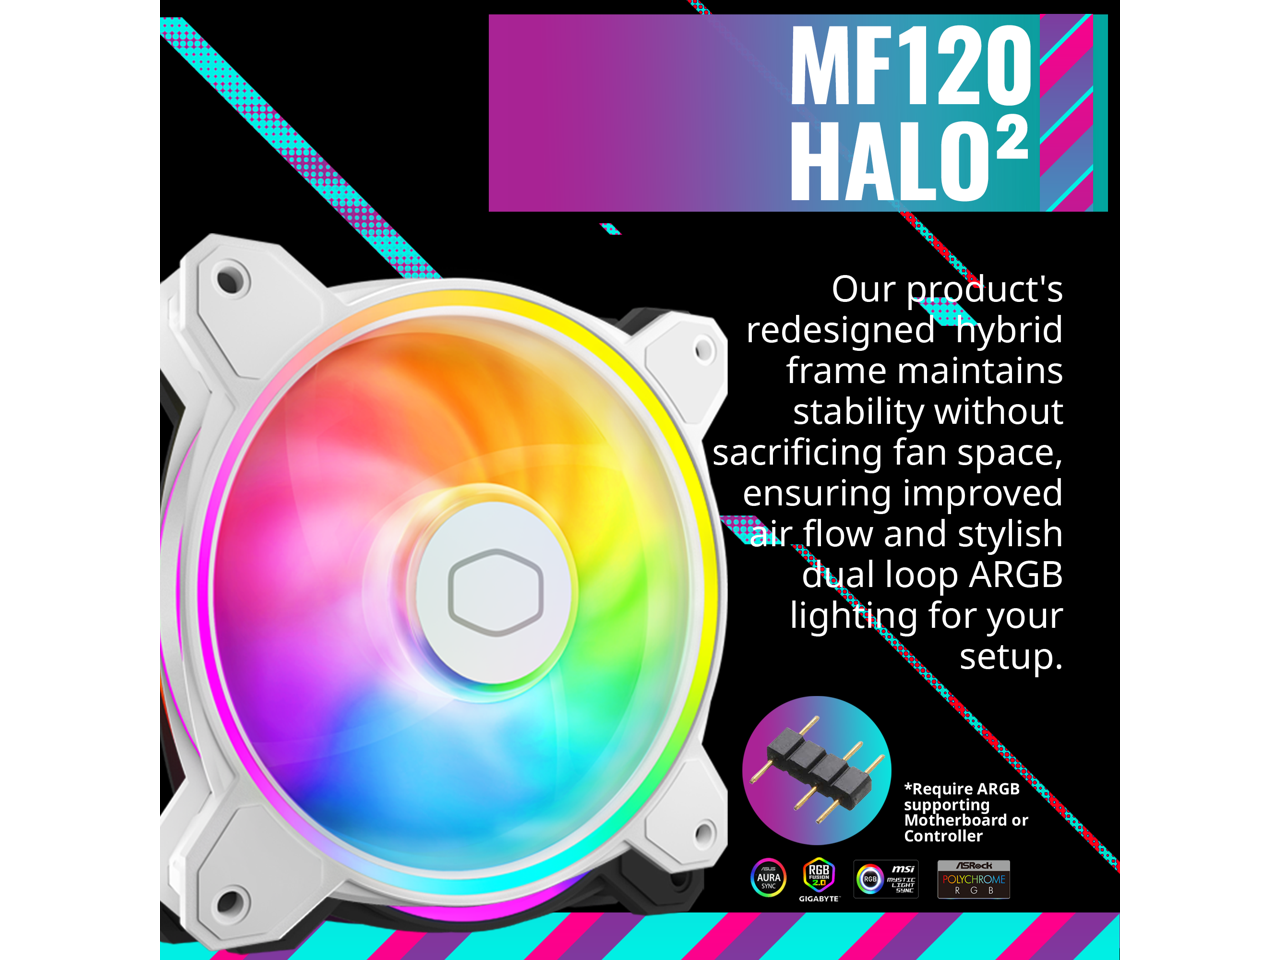 MF120
HALO²
Our product's
redesigned  hybrid
frame maintains
stability without
sacrificing fan space,
ensuring improved
air flow and stylish
dual loop ARGB
lighting for your
setup.
*Require ARGB
supporting
Motherboard or
Controller
ASUS
AURA
SYNC
RGB
FUSION
2.0
GIGABYTE
RGB
msi
MYSTIC
LIGHT
SYNC
ASRock
POLYCHROME
R G B